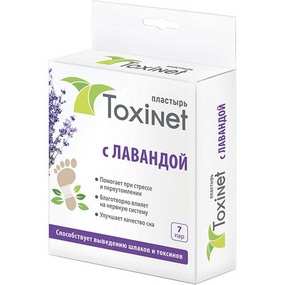 пластырь
Toxinet
с ЛАВАНДОЙ
• Помогает при стрессе
и переутомлении
• Благотворно влияет
на нервную систему
• Улучшает качество сна
7
пар
Способствует выведению шлаков и токсинов
пластырь
Toxinet
с ЛАВАНДОЙ